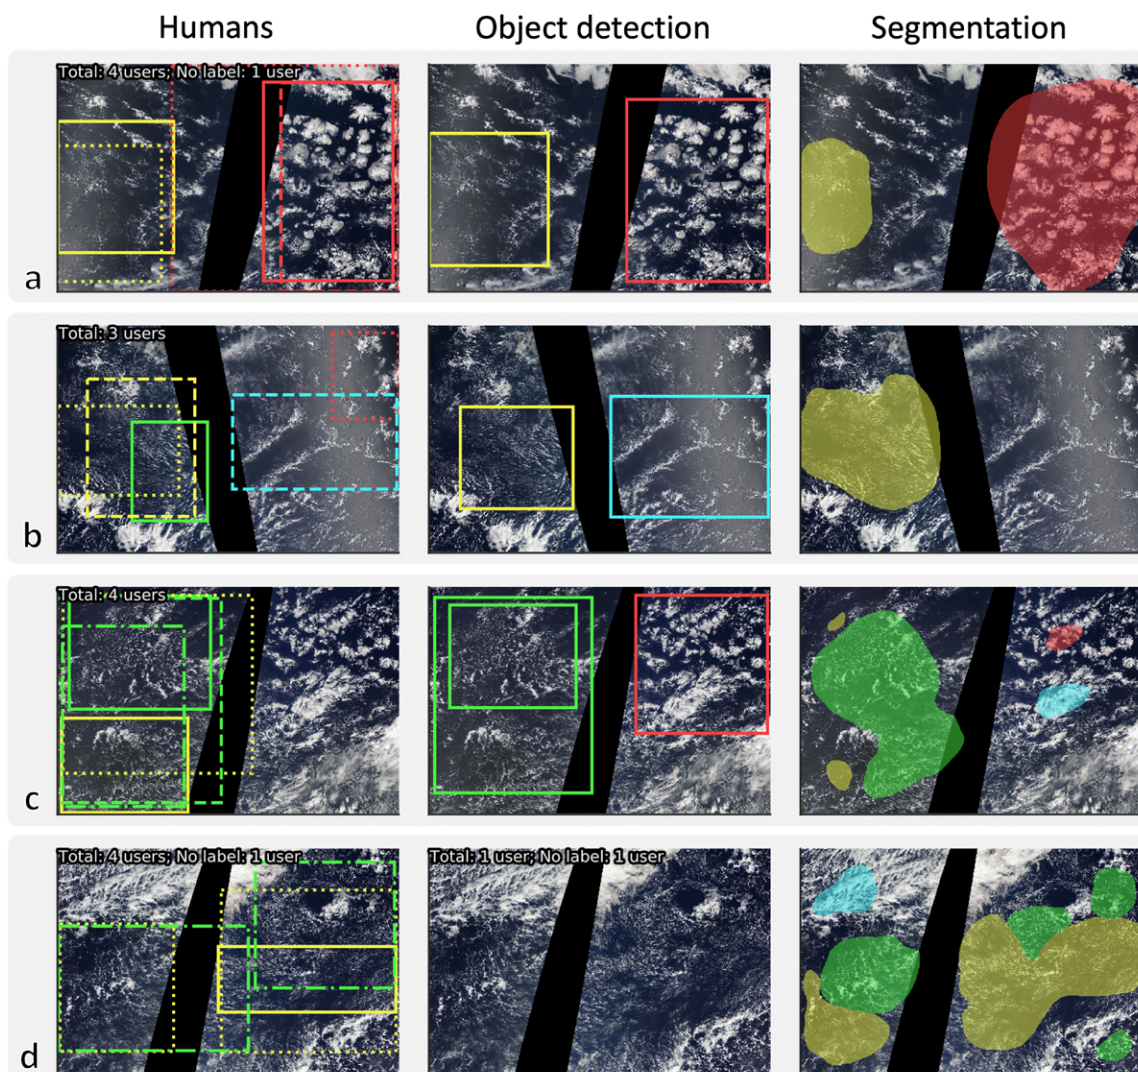 Humans
Object detection
Segmentation
Total: 4 users; No label: 1 user
a
Total: 3 users
b
Total: 4 users
c
Total: 4 users; No label: 1 user
Total: 1 user; No label: 1 user
d